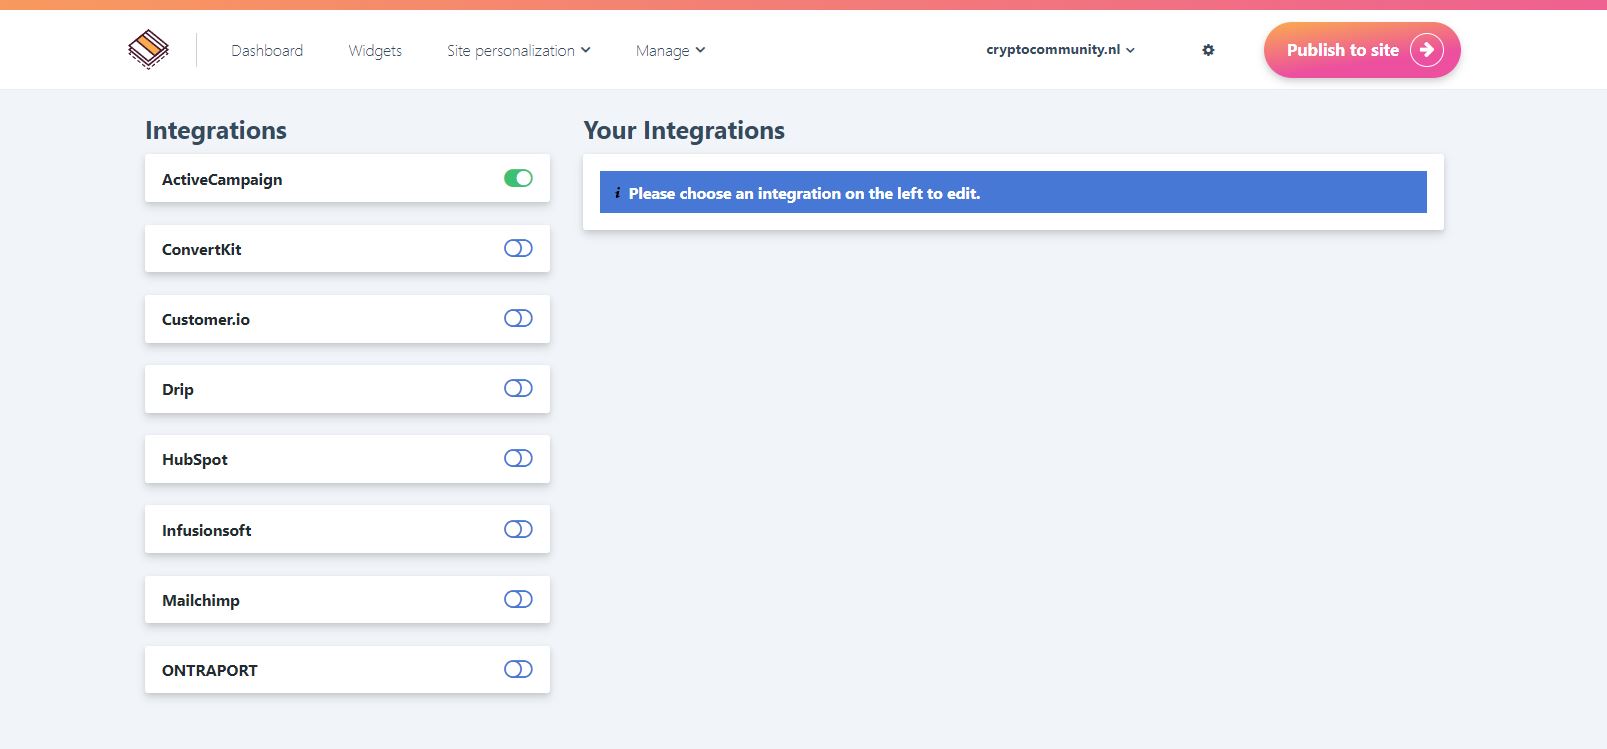 Dashboard Widgets Site personalization Manage cryptocommunity.nl Publish to site
Integrations
ActiveCampaign
ConvertKit
Customer.io
Drip
HubSpot
Infusionsoft
Mailchimp
ONTRAPORT
Your Integrations
i Please choose an integration on the left to edit.